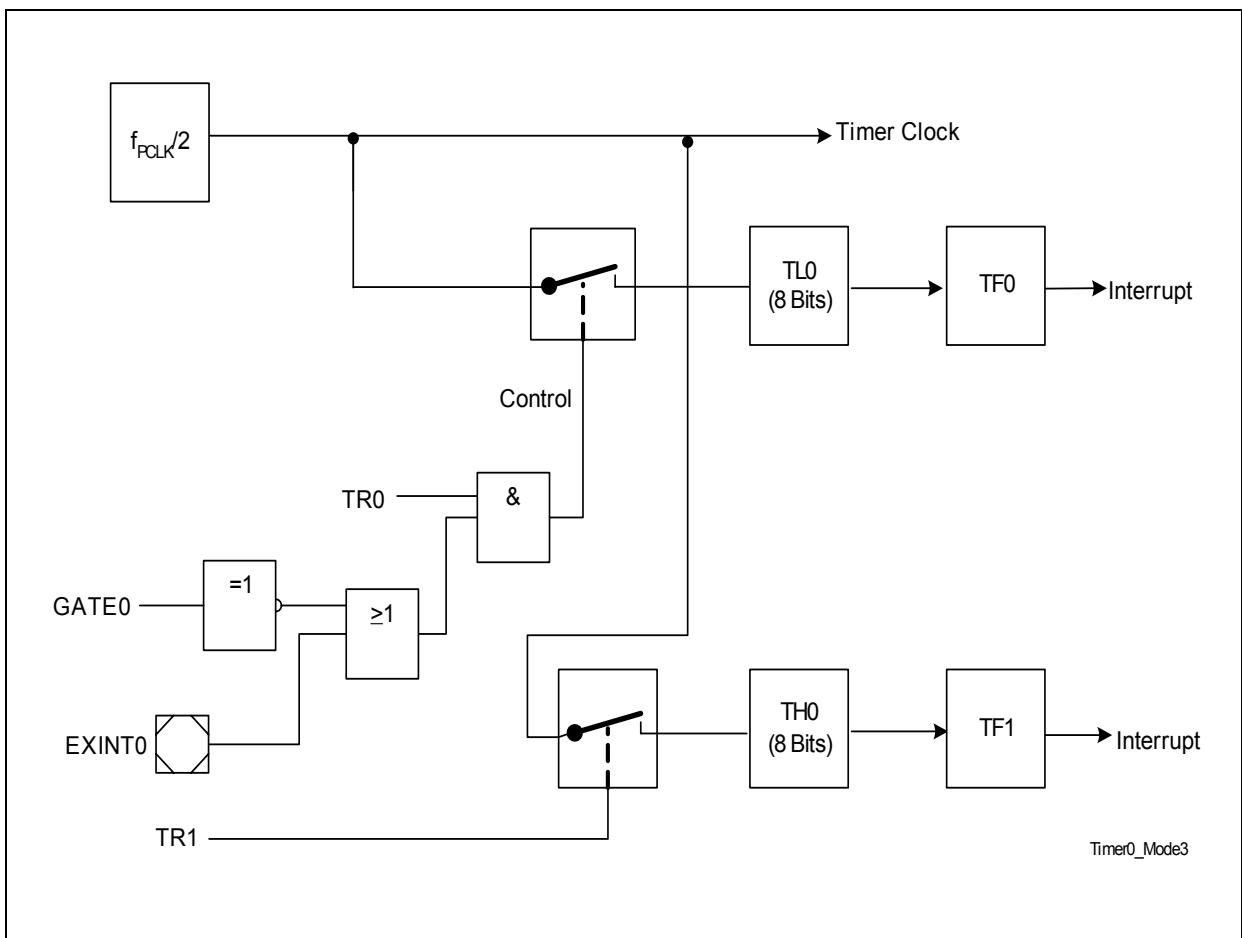 Timer Clock
fPCLK/2
TL0
(8 Bits)
TF0
Interrupt
Control
TR0
&
=1
GATE0
≥1
EXINT0
TH0
(8 Bits)
TF1
Interrupt
TR1
Timer0_Mode3